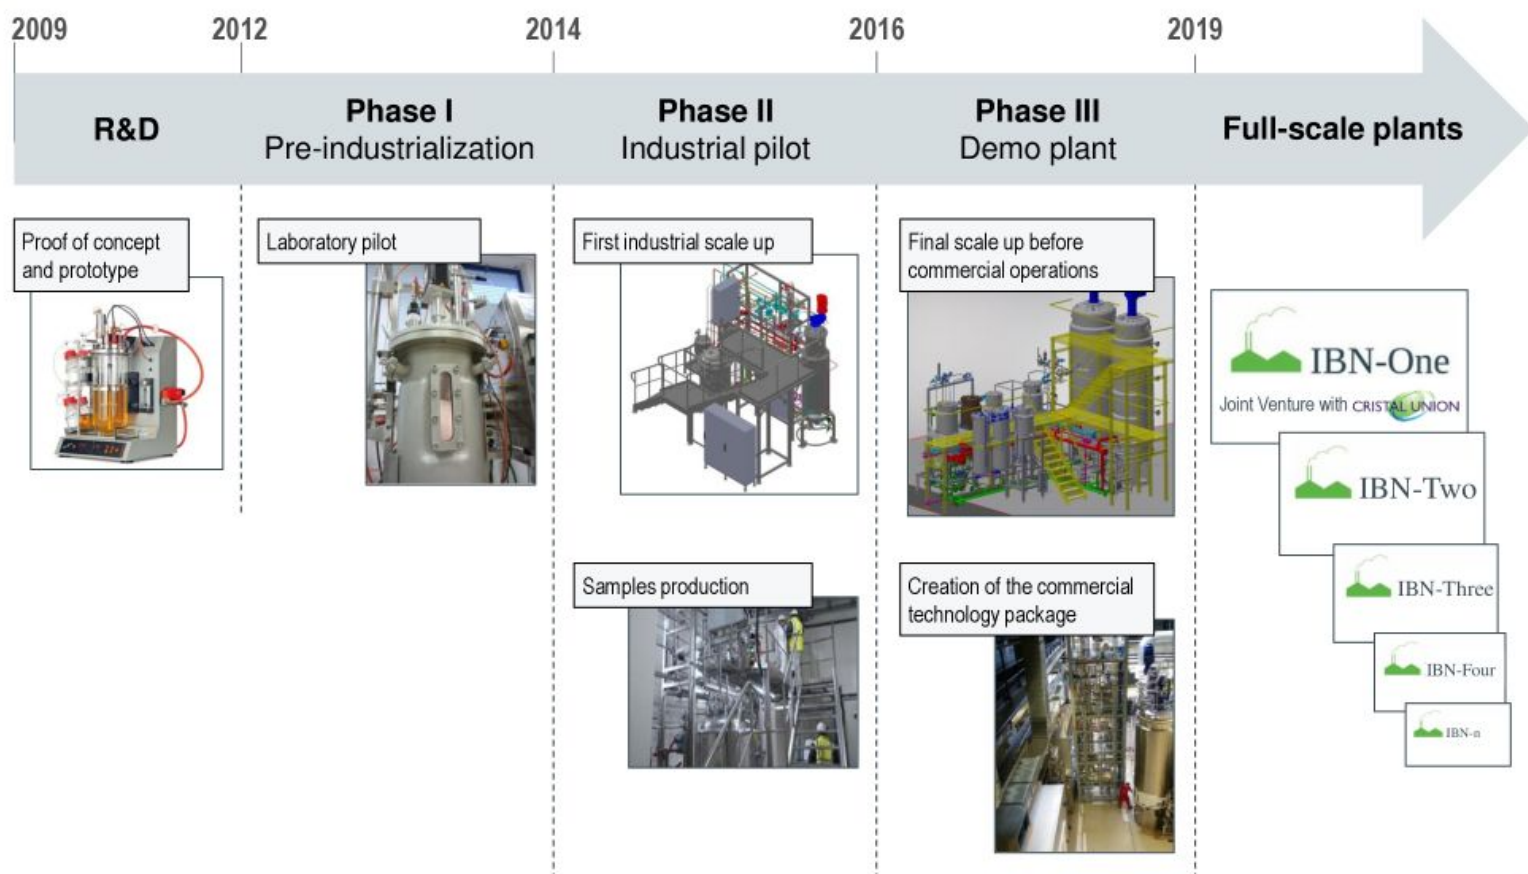 2009
2012
2014
2016
2019
R&D
Phase I
Pre-industrialization
Phase II
Industrial pilot
Phase III
Demo plant
Full-scale plants
Proof of concept
and prototype
Laboratory pilot
First industrial scale up
Samples production
Final scale up before
commercial operations
Creation of the commercial
technology package
IBN-One
Joint Venture with CRISTAL UNION
IBN-Two
IBN-Three
IBN-Four
IBN-n